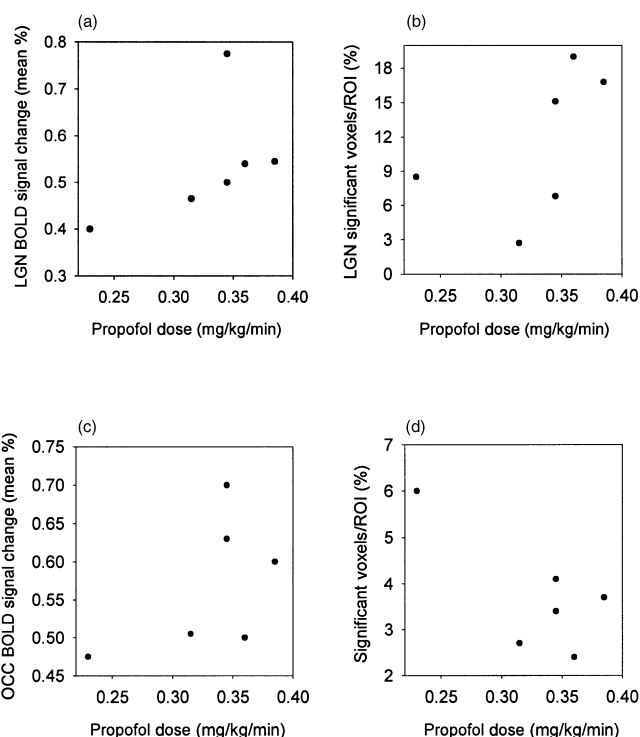 (a)
LGN BOLD signal change (mean %)
0.8
0.7
0.6
0.5
0.4
0.3
0.25 0.30 0.35 0.40
Propofol dose (mg/kg/min)
(b)
LGN significant voxels/ROI (%)
18
15
12
9
6
3
0
0.25 0.30 0.35 0.40
Propofol dose (mg/kg/min)
(c)
OCC BOLD signal change (mean %)
0.75
0.70
0.65
0.60
0.55
0.50
0.45
0.25 0.30 0.35 0.40
Propofol dose (mg/kg/min)
(d)
Significant voxels/ROI (%)
7
6
5
4
3
2
0.25 0.30 0.35 0.40
Propofol dose (mg/kg/min)